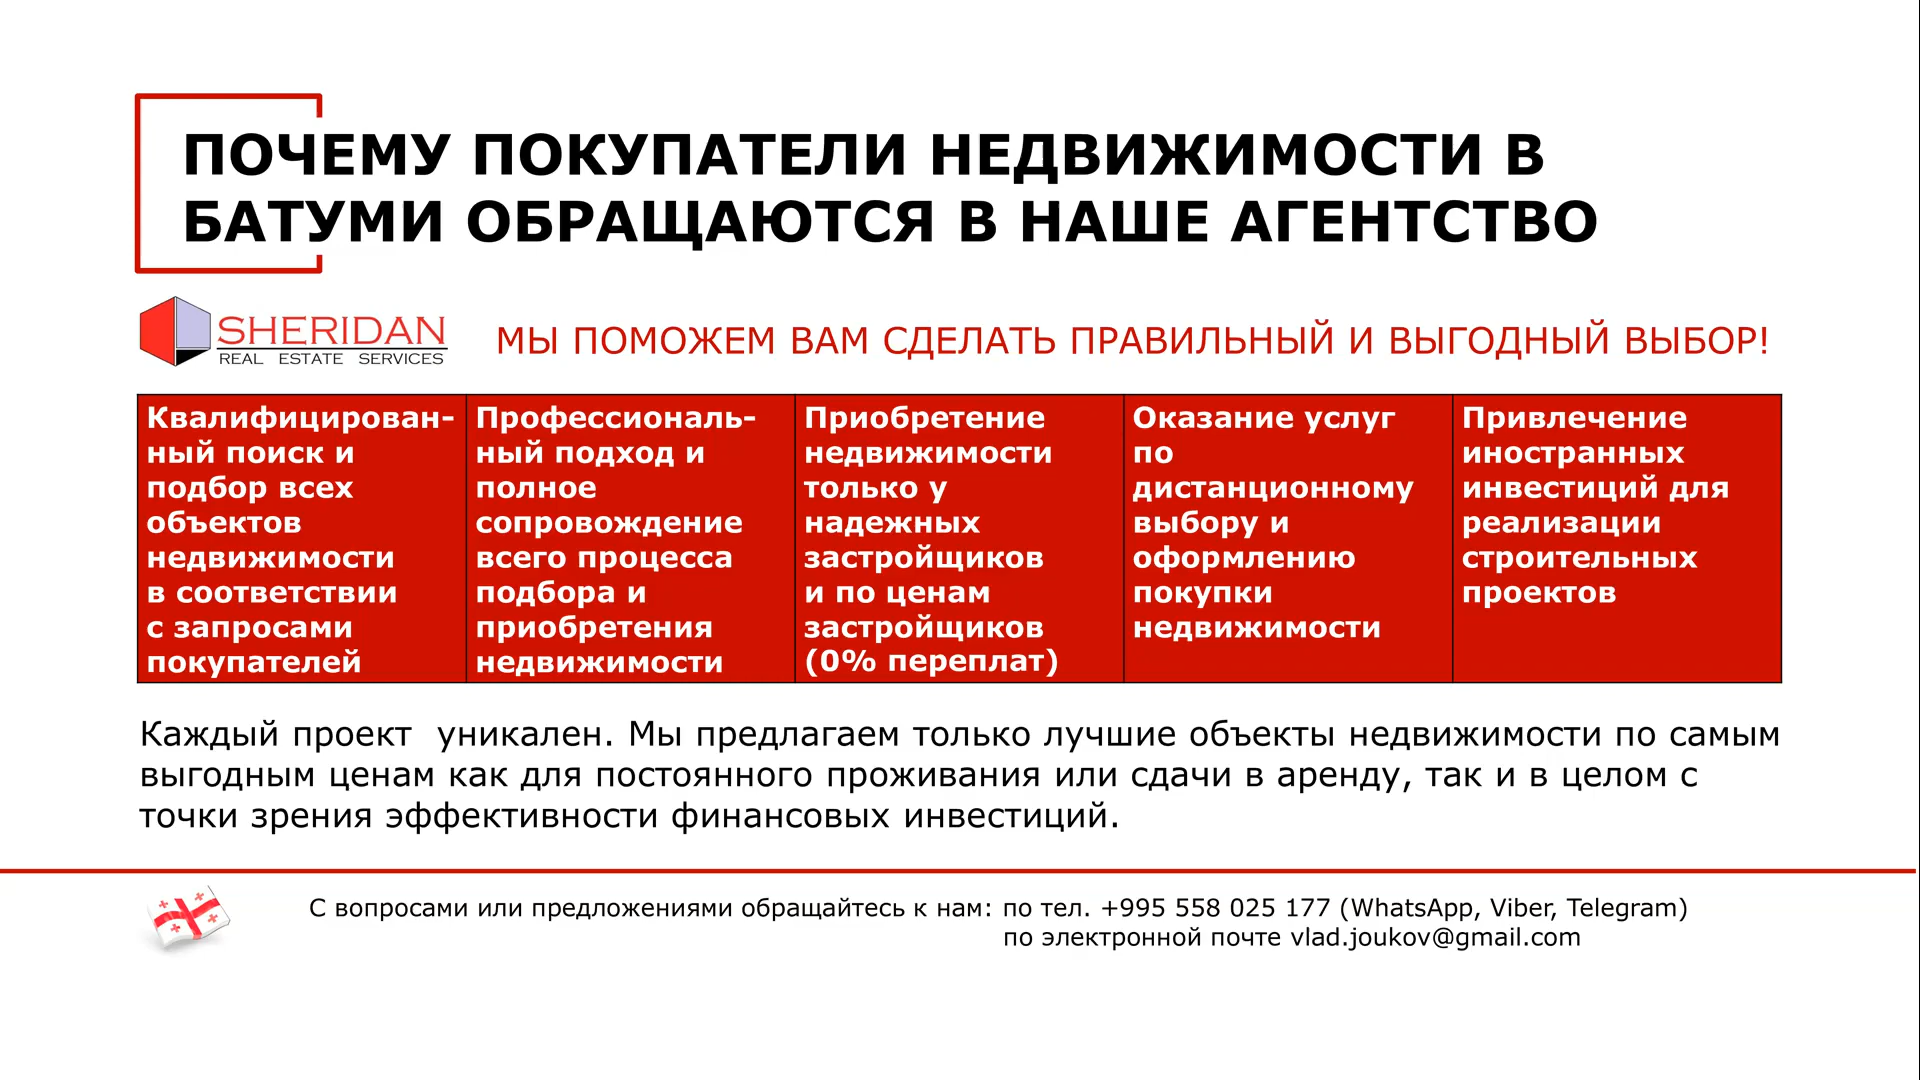 ПОЧЕМУ ПОКУПАТЕЛИ НЕДВИЖИМОСТИ В
БАТУМИ ОБРАЩАЮТСЯ В НАШЕ АГЕНТСТВО
SHERIDAN
REAL ESTATE SERVICES
МЫ ПОМОЖЕМ ВАМ СДЕЛАТЬ ПРАВИЛЬНЫЙ И ВЫГОДНЫЙ ВЫБОР!
Квалифицирован-
ный поиск и
подбор всех
объектов
недвижимости
в соответствии
с запросами
покупателей
Профессиональ-
ный подход и
полное
сопровождение
всего процесса
подбора и
приобретения
недвижимости
Приобретение
недвижимости
только у
надежных
застройщиков
и по ценам
застройщиков
(0% переплат)
Оказание услуг
по
дистанционному
выбору и
оформлению
покупки
недвижимости
Привлечение
иностранных
инвестиций для
реализации
строительных
проектов
Каждый проект  уникален. Мы предлагаем только лучшие объекты недвижимости по самым
выгодным ценам как для постоянного проживания или сдачи в аренду, так и в целом с
точки зрения эффективности финансовых инвестиций.
С вопросами или предложениями обращайтесь к нам: по тел. +995 558 025 177 (WhatsApp, Viber, Telegram)
по электронной почте vlad.joukov@gmail.com